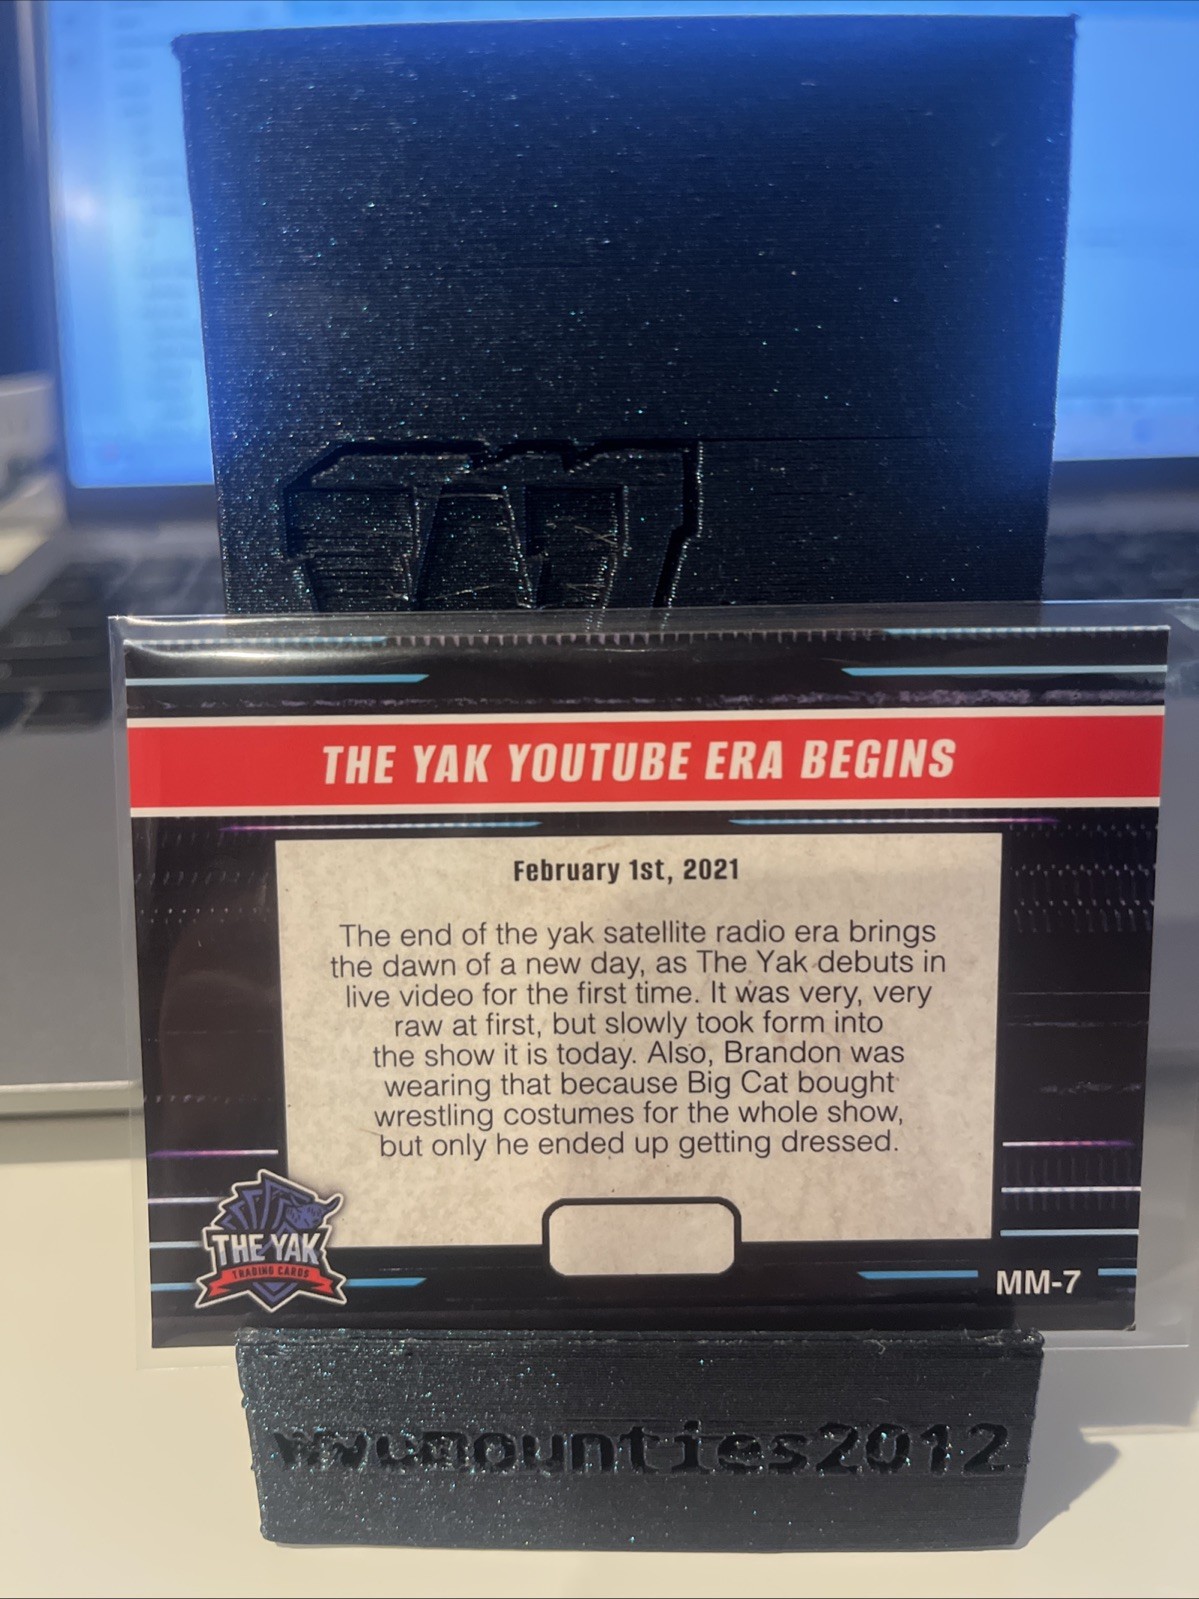 THE YAK YOUTUBE ERA BEGINS
February 1st, 2021
The end of the yak satellite radio era brings
the dawn of a new day, as The Yak debuts in
live video for the first time. It was very, very
raw at first, but slowly took form into
the show it is today. Also, Brandon was
wearing that because Big Cat bought
wrestling costumes for the whole show,
but only he ended up getting dressed.
THE YAK
TRADING CARDS
MM-7
wvumounties2012